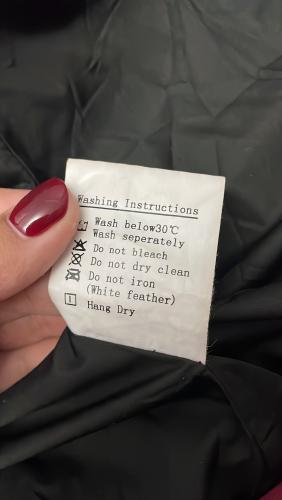 Washing Instructions
Wash below30℃
Wash seperately
Do not bleach
Do not dry clean
Do not iron
(White feather)
Hang Dry